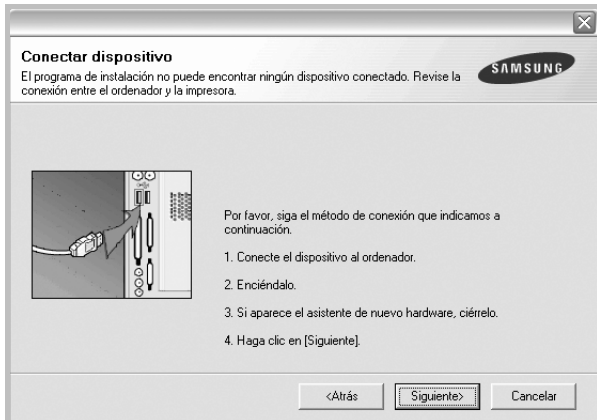 Conectar dispositivo
El programa de instalación no puede encontrar ningún dispositivo conectado. Revise la
conexión entre el ordenador y la impresora.
SAMSUNG
Por favor, siga el método de conexión que indicamos a
continuación.
1. Conecte el dispositivo al ordenador.
2. Enciéndalo.
3. Si aparece el asistente de nuevo hardware, ciérrelo.
4. Haga clic en [Siguiente].
<Atrás
Siguiente>
Cancelar